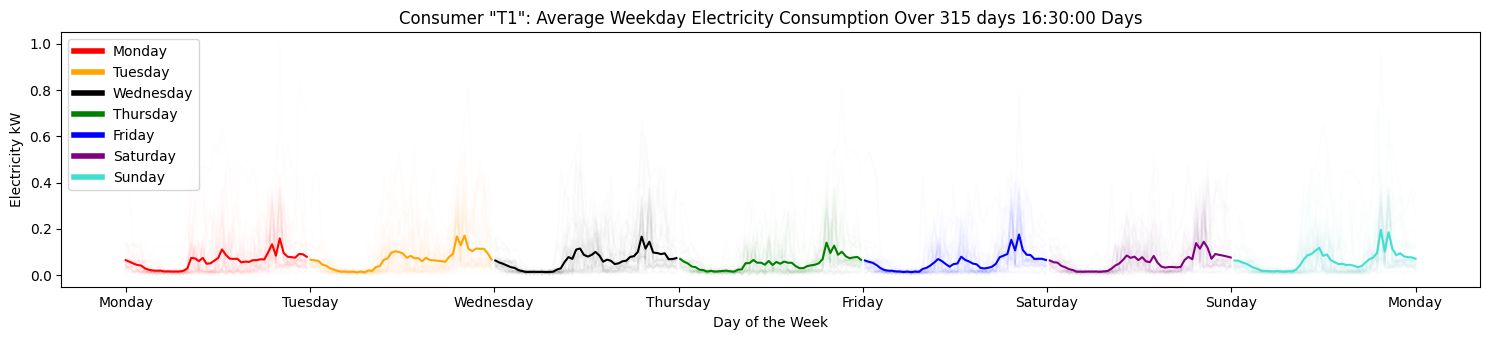 Consumer "T1": Average Weekday Electricity Consumption Over 315 days 16:30:00 Days
Electricity kW
1.0
0.8
0.6
0.4
0.2
0.0
Monday
Tuesday
Wednesday
Thursday
Friday
Saturday
Sunday
Monday Tuesday Wednesday Thursday Friday Saturday Sunday Monday
Day of the Week